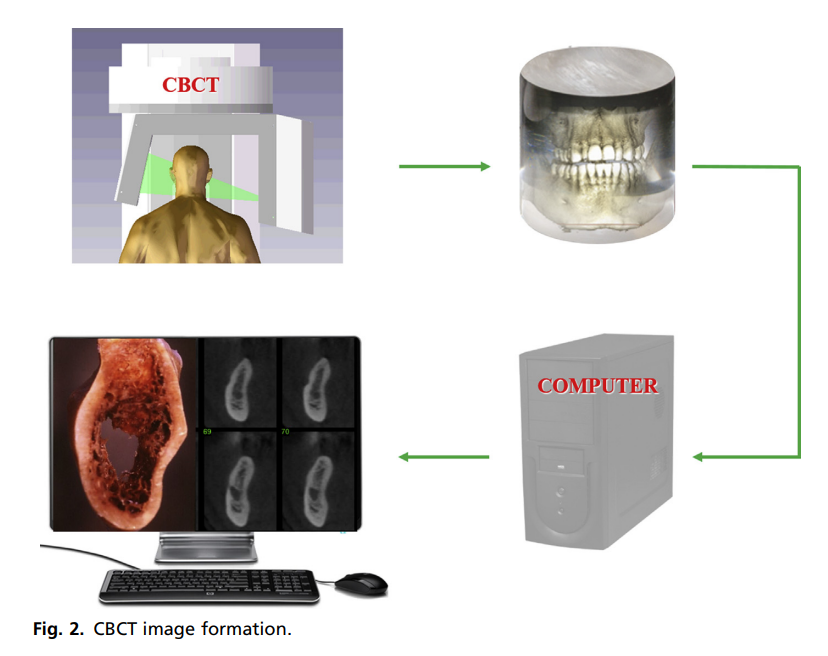 CBCT
COMPUTER
69
70
Fig. 2. CBCT image formation.